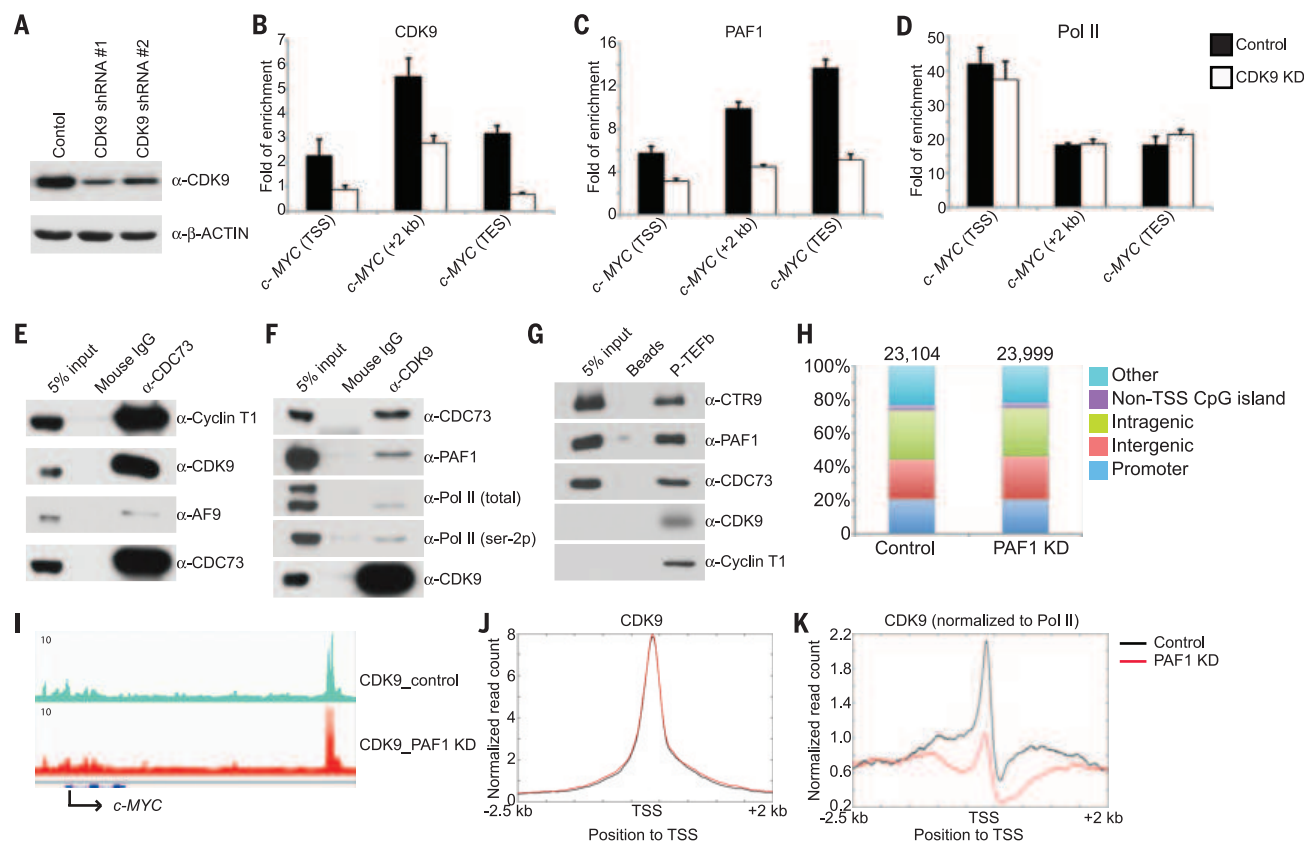 A
Contol
CDK9 shRNA #1
CDK9 shRNA #2
α-CDK9
α-β-ACTIN
B
CDK9
Fold of enrichment
7
6
5
4
3
2
1
0
c-MYC (TSS)
c-MYC (+2 kb)
c-MYC (TES)
C
PAF1
Fold of enrichment
16
12
8
4
0
c-MYC (TSS)
c-MYC (+2 kb)
c-MYC (TES)
D
Pol II
Fold of enrichment
50
40
30
20
10
0
c- MYC (TSS)
c-MYC (+2 kb)
c-MYC (TES)
Control
CDK9 KD
E
5% input
Mouse IgG
α-CDC73
α-Cyclin T1
α-CDK9
α-AF9
α-CDC73
F
5% input
Mouse IgG
α-CDK9
α-CDC73
α-PAF1
α-Pol II (total)
α-Pol II (ser-2p)
α-CDK9
G
5% input
Beads
P-TEFb
α-CTR9
α-PAF1
α-CDC73
α-CDK9
α-Cyclin T1
H
23,104 23,999
100%
80%
60%
40%
20%
0
Control PAF1 KD
Other
Non-TSS CpG island
Intragenic
Intergenic
Promoter
I
10
CDK9_control
10
CDK9_PAF1 KD
c-MYC
J
CDK9
Normalized read count
8
6
4
2
0
-2.5 kb TSS +2 kb
Position to TSS
K
CDK9 (normalized to Pol II)
Normalized read count
2.2
1.8
1.4
1.0
0.6
0.2
-2.5 kb TSS +2 kb
Position to TSS
Control
PAF1 KD